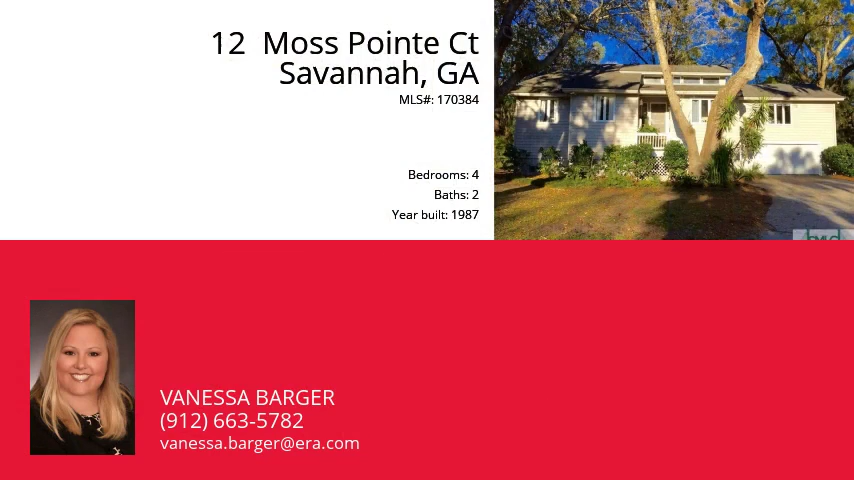 12  Moss Pointe Ct
Savannah, GA
MLS#: 170384
Bedrooms: 4
Baths: 2
Year built: 1987
VANESSA BARGER
(912) 663-5782
vanessa.barger@era.com